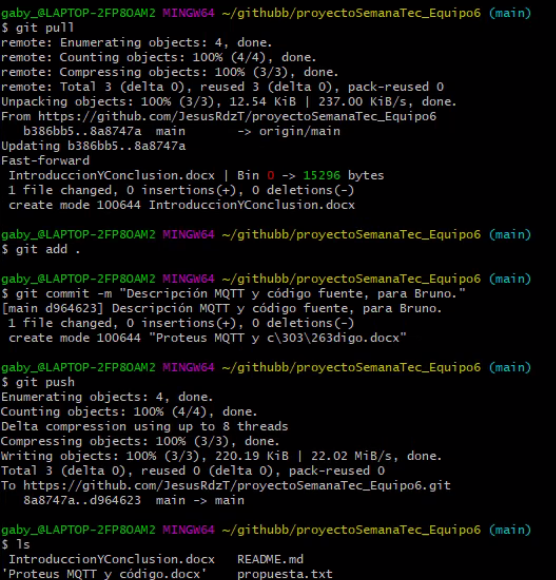 gaby_@LAPTOP-2FP8OAM2 MINGW64 ~/githubb/proyectoSemanaTec_Equipo6 (main)
$ git pull
remote: Enumerating objects: 4, done.
remote: Counting objects: 100% (4/4), done.
remote: Compressing objects: 100% (3/3), done.
remote: Total 3 (delta 0), reused 3 (delta 0), pack-reused 0
Unpacking objects: 100% (3/3), 12.54 KiB | 237.00 KiB/s, done.
From https://github.com/JesusRdzT/proyectoSemanaTec_Equipo6
   b386bb5..8a8747a  main       -> origin/main
Updating b386bb5..8a8747a
Fast-forward
 IntroduccionYConclusion.docx | Bin 0 -> 15296 bytes
 1 file changed, 0 insertions(+), 0 deletions(-)
 create mode 100644 IntroduccionYConclusion.docx
gaby_@LAPTOP-2FP8OAM2 MINGW64 ~/githubb/proyectoSemanaTec_Equipo6 (main)
$ git add .
gaby_@LAPTOP-2FP8OAM2 MINGW64 ~/githubb/proyectoSemanaTec_Equipo6 (main)
$ git commit -m "Descripción MQTT y código fuente, para Bruno."
[main d964623] Descripción MQTT y código fuente, para Bruno.
 1 file changed, 0 insertions(+), 0 deletions(-)
 create mode 100644 "Proteus MQTT y c\303\263digo.docx"
gaby_@LAPTOP-2FP8OAM2 MINGW64 ~/githubb/proyectoSemanaTec_Equipo6 (main)
$ git push
Enumerating objects: 4, done.
Counting objects: 100% (4/4), done.
Delta compression using up to 8 threads
Compressing objects: 100% (3/3), done.
Writing objects: 100% (3/3), 220.19 KiB | 22.02 MiB/s, done.
Total 3 (delta 0), reused 0 (delta 0), pack-reused 0
To https://github.com/JesusRdzT/proyectoSemanaTec_Equipo6.git
   8a8747a..d964623  main -> main
gaby_@LAPTOP-2FP8OAM2 MINGW64 ~/githubb/proyectoSemanaTec_Equipo6 (main)
$ ls
 IntroduccionYConclusion.docx   README.md
'Proteus MQTT y código.docx'    propuesta.txt